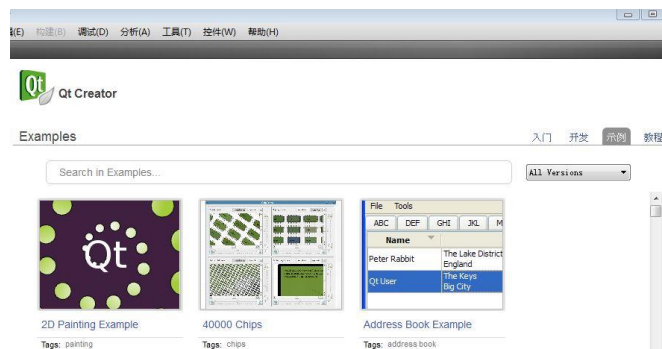 (E) 构建(B) 调试(D) 分析(A) 工具(T) 控件(W) 帮助(H)
Qt Qt Creator
Examples 入门 开发 示例 教程
Search in Examples... All Versions
Qt
File Tools
ABC DEF GHI JKL M
Name
Peter Rabbit The Lake District
England
Qt User The Keys
Big City
2D Painting Example 40000 Chips Address Book Example
Tags: painting Tags: chips Tags: address book